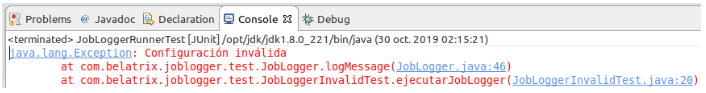 Problems @ Javadoc Declaration Console Debug
<terminated> JobLoggerRunnerTest [JUnit] /opt/jdk/jdk1.8.0_221/bin/java (30 oct. 2019 02:15:21)
java.lang.Exception: Configuración inválida
at com.belatrix.joblogger.test.JobLogger.logMessage(JobLogger.java:46)
at com.belatrix.joblogger.test.JobLoggerInvalidTest.ejecutarJobLogger(JobLoggerInvalidTest.java:20)